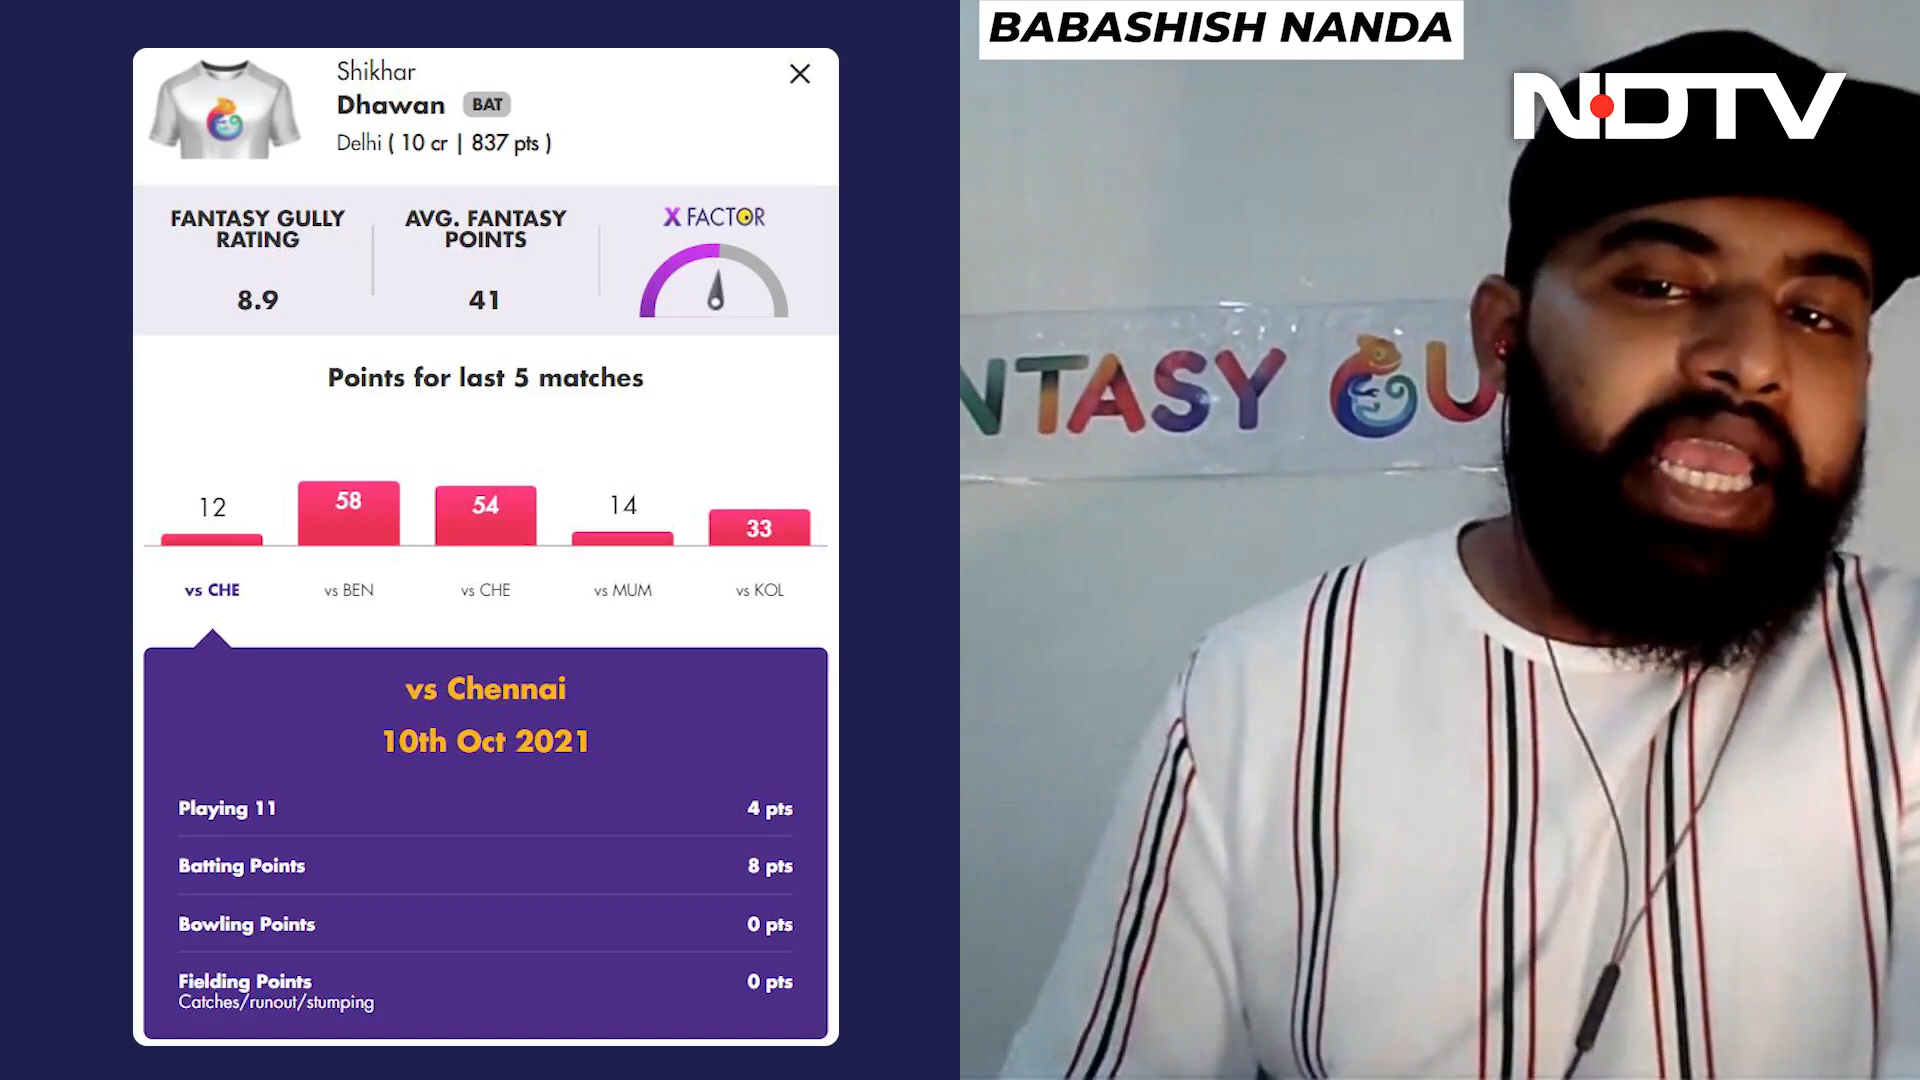 Shikhar
Dhawan BAT
Delhi ( 10 cr | 837 pts )
FANTASY GULLY
RATING
8.9
AVG. FANTASY
POINTS
41
X FACTOR
Points for last 5 matches
12 58 54 14 33
vs CHE vs BEN vs CHE vs MUM vs KOL
vs Chennai
10th Oct 2021
Playing 11 4 pts
Batting Points 8 pts
Bowling Points 0 pts
Fielding Points 0 pts
Catches/runout/stumping
BABASHISH NANDA
NDTV
NTASY GU